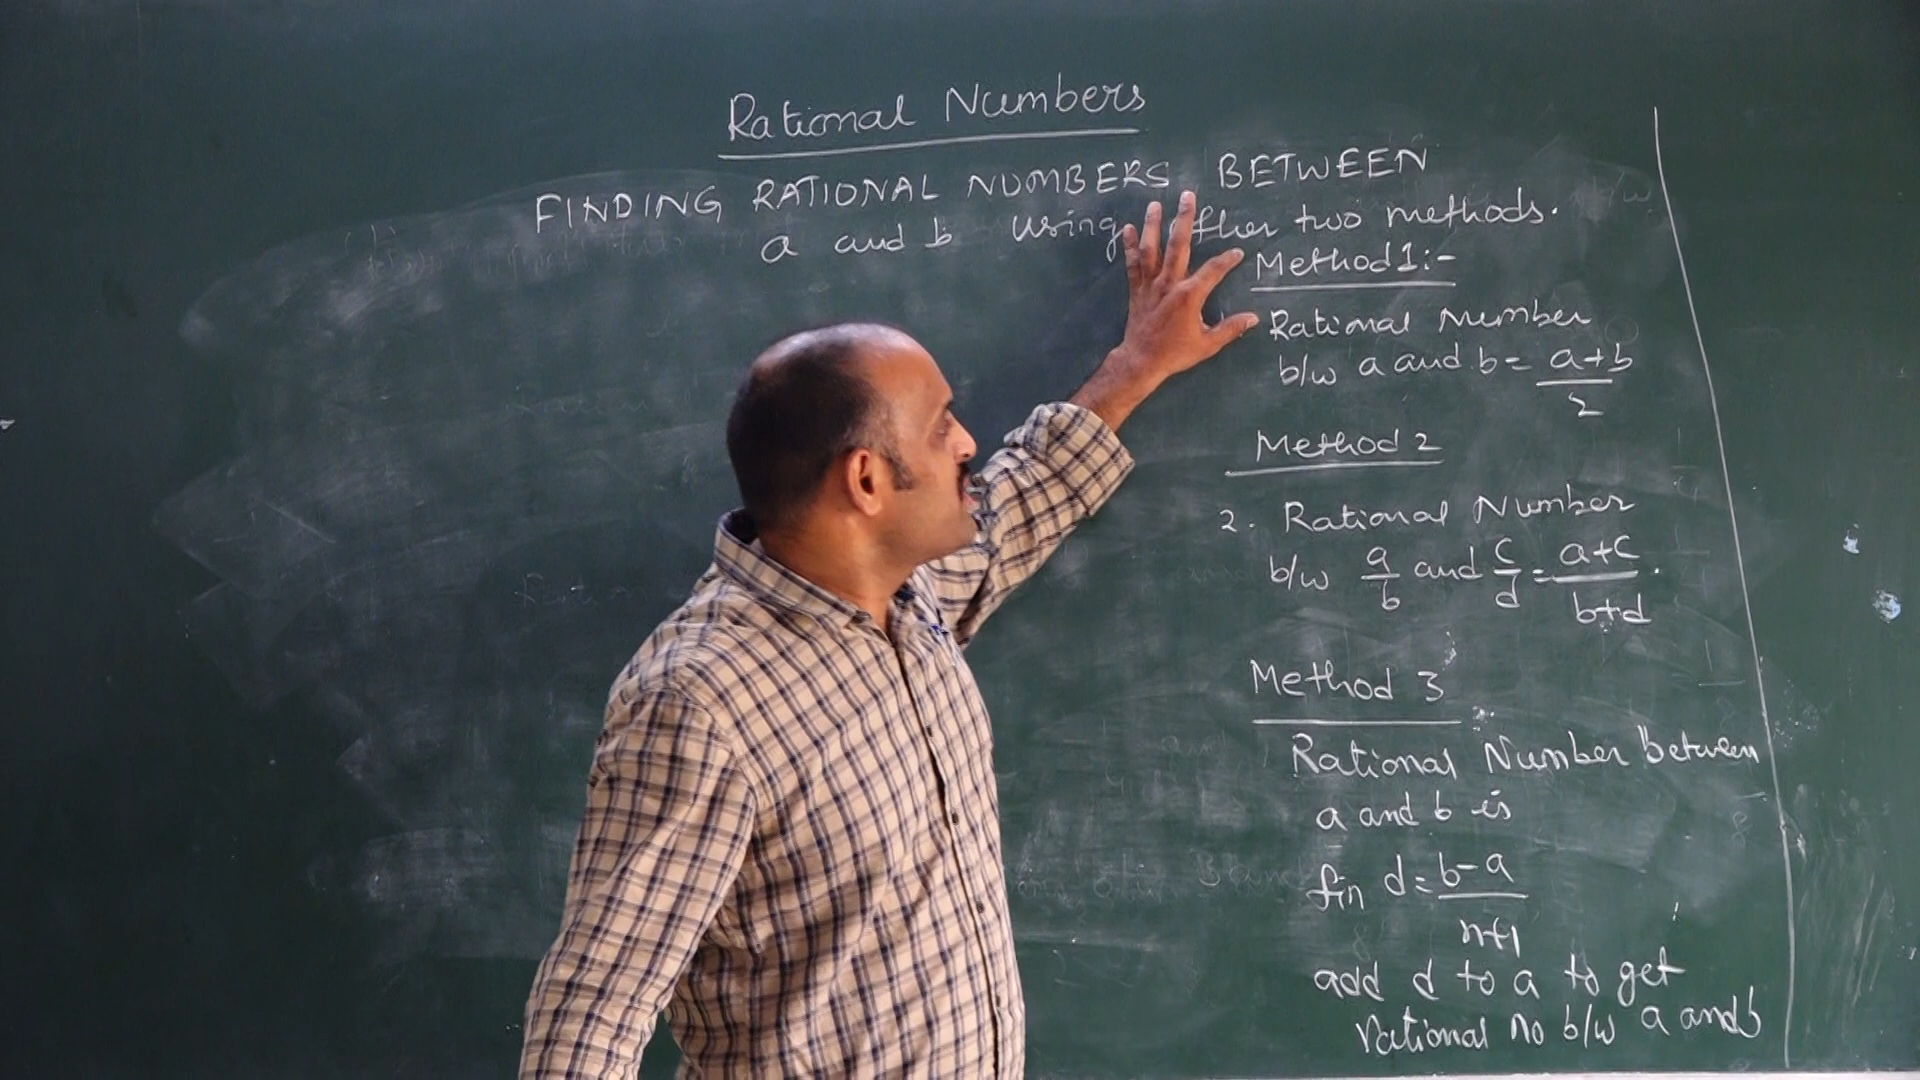 Rational Numbers
FINDING RATIONAL NUMBERS BETWEEN
a and b using other two methods.
Method 1:-
Rational Number
b/w a and b = a+b
2
Method 2
2. Rational Number
b/w a/b and c/d = a+c
b+d
Method 3
Rational Number between
a and b is
fin d = b-a
n+1
add d to a to get
rational no b/w a and b